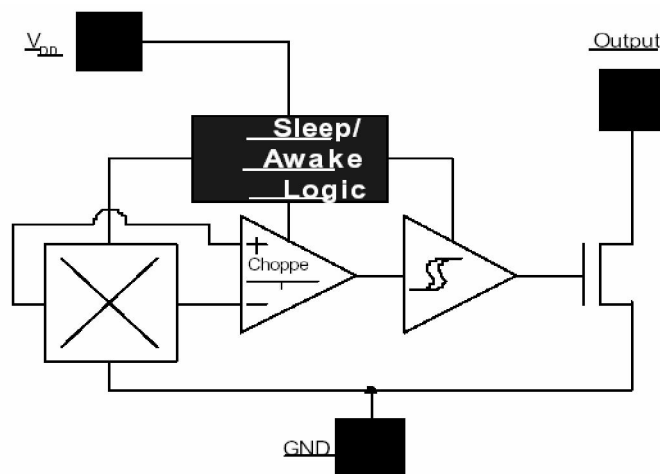 VDD
Output
Sleep/
Awake
Logic
+
Choppe
−
GND